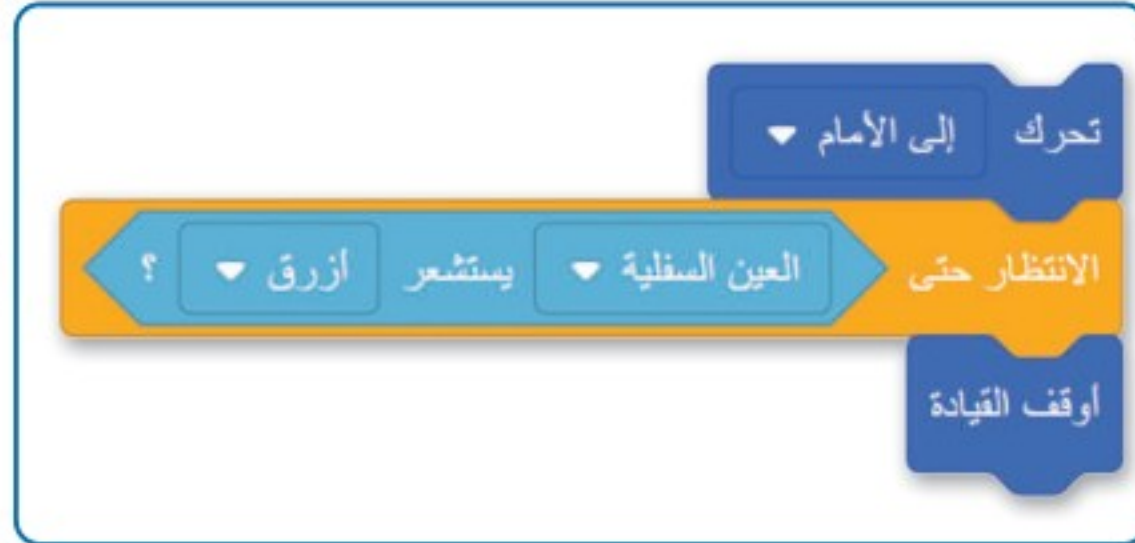 تحرك إلى الأمام
الانتظار حتى العين السفلية يستشعر أزرق ؟
أوقف القيادة